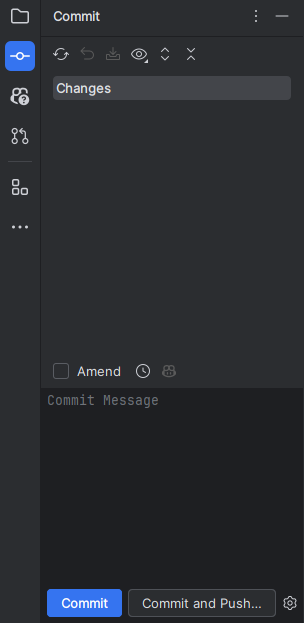 Commit
Changes
Amend
Commit Message
Commit
Commit and Push...